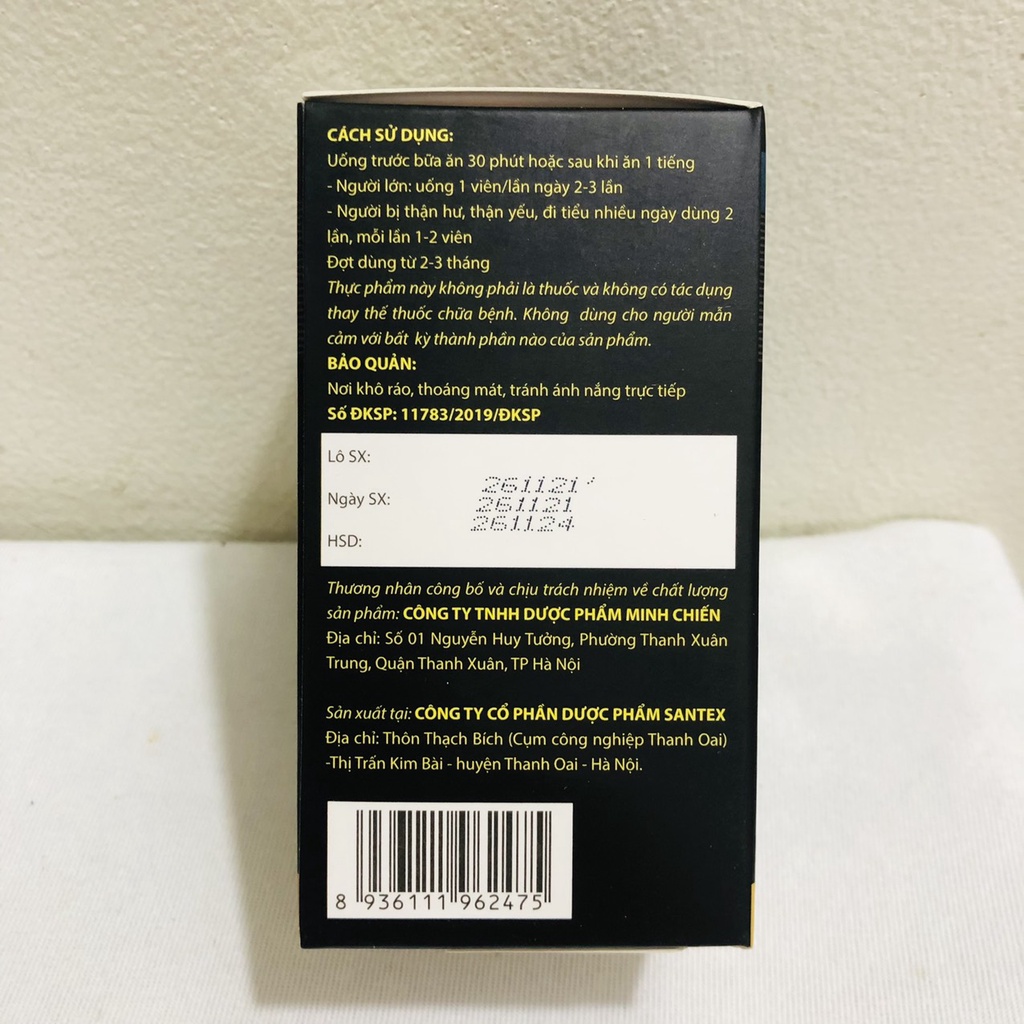 CÁCH SỬ DỤNG:
Uống trước bữa ăn 30 phút hoặc sau khi ăn 1 tiếng
- Người lớn: uống 1 viên/lần ngày 2-3 lần
- Người bị thận hư, thận yếu, đi tiểu nhiều ngày dùng 2
lần, mỗi lần 1-2 viên
Đợt dùng từ 2-3 tháng
Thực phẩm này không phải là thuốc và không có tác dụng
thay thế thuốc chữa bệnh. Không dùng cho người mẫn
cảm với bất kỳ thành phần nào của sản phẩm.
BẢO QUẢN:
Nơi khô ráo, thoáng mát, tránh ánh nắng trực tiếp
Số ĐKSP: 11783/2019/ĐKSP
Lô SX:
261121
Ngày SX:
261121
261124
HSD:
Thương nhân công bố và chịu trách nhiệm về chất lượng
sản phẩm: CÔNG TY TNHH DƯỢC PHẨM MINH CHIẾN
Địa chỉ: Số 01 Nguyễn Huy Tưởng, Phường Thanh Xuân
Trung, Quận Thanh Xuân, TP Hà Nội
Sản xuất tại: CÔNG TY CỔ PHẦN DƯỢC PHẨM SANTEX
Địa chỉ: Thôn Thạch Bích (Cụm công nghiệp Thanh Oai)
-Thị Trấn Kim Bài - huyện Thanh Oai - Hà Nội.
8 936111 962475